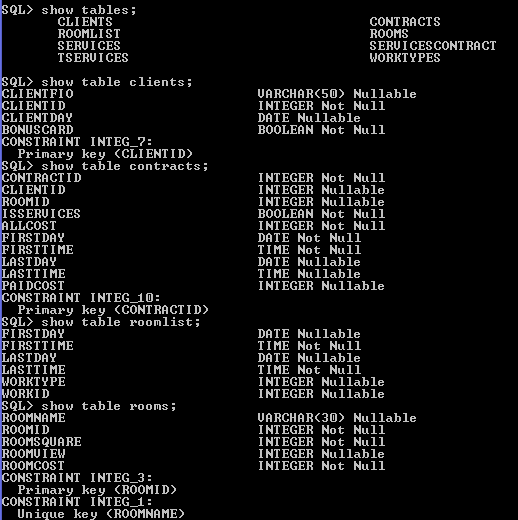 SQL> show tables;
CLIENTS CONTRACTS
ROOMLIST ROOMS
SERVICES SERVICESCONTRACT
TSERVICES WORKTYPES
SQL> show table clients;
CLIENTFIO VARCHAR(50) Nullable
CLIENTID INTEGER Not Null
CLIENTDAY DATE Nullable
BONUSCARD BOOLEAN Not Null
CONSTRAINT INTEG_7:
Primary key (CLIENTID)
SQL> show table contracts;
CONTRACTID INTEGER Not Null
CLIENTID INTEGER Nullable
ROOMID INTEGER Nullable
ISSERVICES BOOLEAN Not Null
ALLCOST INTEGER Not Null
FIRSTDAY DATE Not Null
FIRSTTIME TIME Not Null
LASTDAY DATE Nullable
LASTTIME TIME Nullable
PAIDCOST INTEGER Nullable
CONSTRAINT INTEG_10:
Primary key (CONTRACTID)
SQL> show table roomlist;
FIRSTDAY DATE Nullable
FIRSTTIME TIME Not Null
LASTDAY DATE Nullable
LASTTIME TIME Not Null
WORKTYPE INTEGER Nullable
WORKID INTEGER Nullable
SQL> show table rooms;
ROOMNAME VARCHAR(30) Nullable
ROOMID INTEGER Not Null
ROOMSQUARE INTEGER Not Null
ROOMVIEW INTEGER Nullable
ROOMCOST INTEGER Not Null
CONSTRAINT INTEG_3:
Primary key (ROOMID)
CONSTRAINT INTEG_1:
Unique key (ROOMNAME)